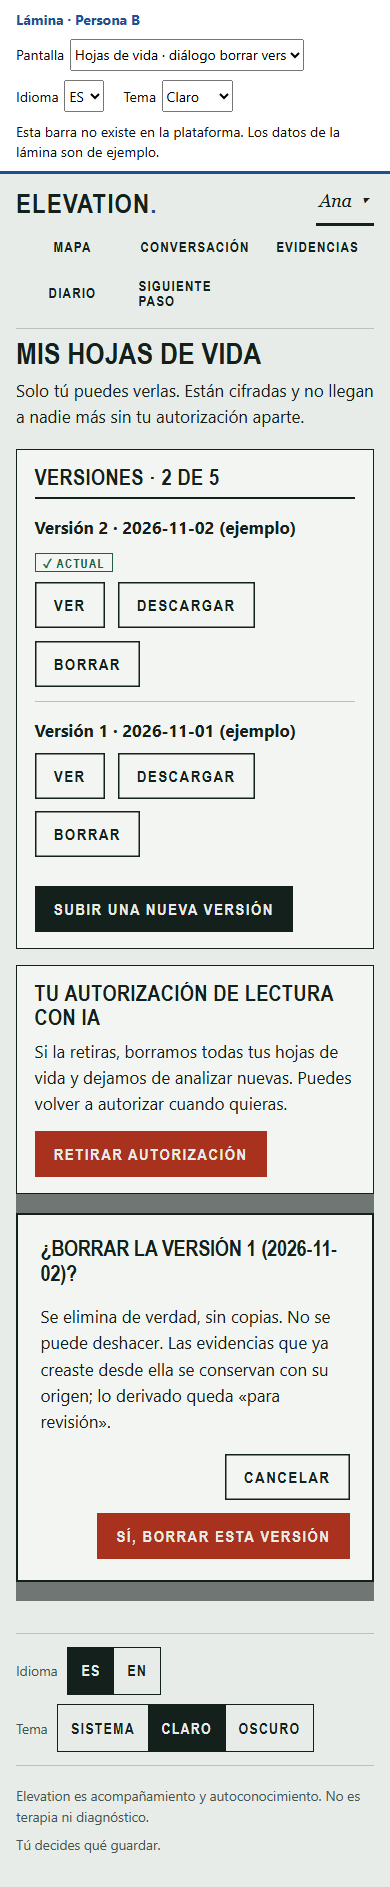 Lámina · Persona B
Pantalla Hojas de vida · diálogo borrar vers
Idioma ES Tema Claro
Esta barra no existe en la plataforma. Los datos de la
lámina son de ejemplo.
ELEVATION.
Ana ▾
MAPA CONVERSACIÓN EVIDENCIAS
DIARIO SIGUIENTE
PASO
MIS HOJAS DE VIDA
Solo tú puedes verlas. Están cifradas y no llegan
a nadie más sin tu autorización aparte.
VERSIONES · 2 DE 5
Versión 2 · 2026-11-02 (ejemplo)
✓ ACTUAL
VER DESCARGAR
BORRAR
Versión 1 · 2026-11-01 (ejemplo)
VER DESCARGAR
BORRAR
SUBIR UNA NUEVA VERSIÓN
TU AUTORIZACIÓN DE LECTURA
CON IA
Si la retiras, borramos todas tus hojas de
vida y dejamos de analizar nuevas. Puedes
volver a autorizar cuando quieras.
RETIRAR AUTORIZACIÓN
¿BORRAR LA VERSIÓN 1 (2026-11-
02)?
Se elimina de verdad, sin copias. No se
puede deshacer. Las evidencias que ya
creaste desde ella se conservan con su
origen; lo derivado queda «para
revisión».
CANCELAR
SÍ, BORRAR ESTA VERSIÓN
Idioma ES EN
Tema SISTEMA CLARO OSCURO
Elevation es acompañamiento y autoconocimiento. No es
terapia ni diagnóstico.
Tú decides qué guardar.